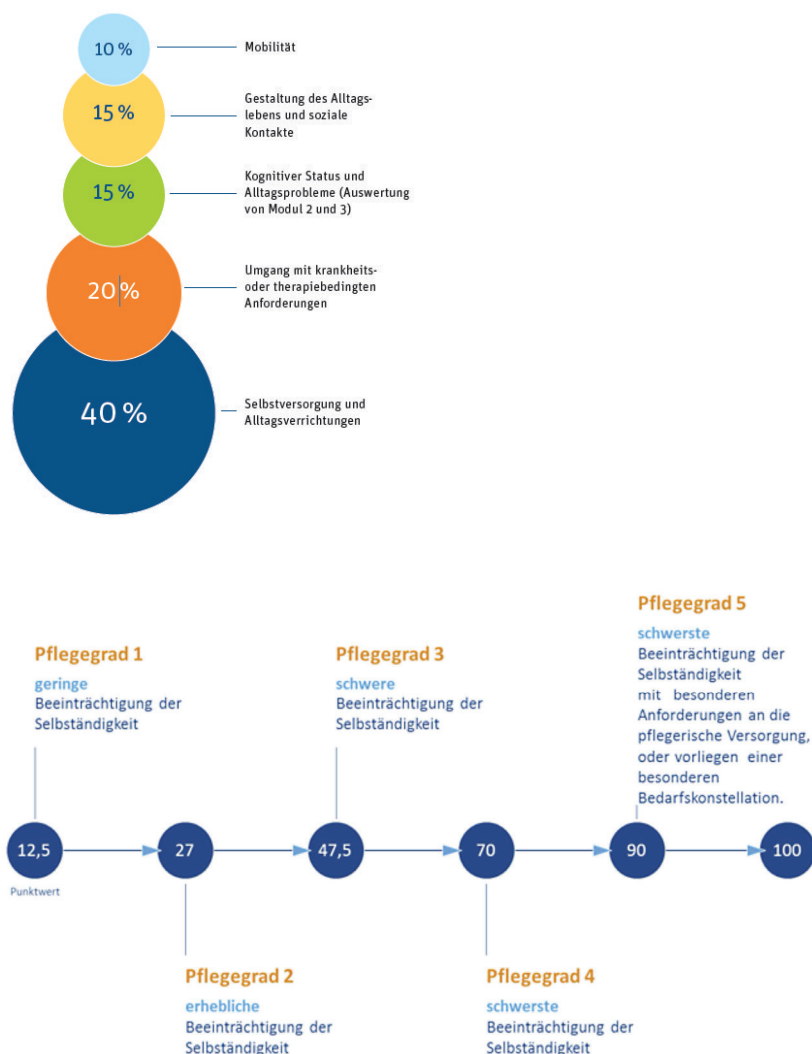 10 %
Mobilität
15 %
Gestaltung des Alltags-
lebens und soziale
Kontakte
15 %
Kognitiver Status und
Alltagsprobleme (Auswertung
von Modul 2 und 3)
20 %
Umgang mit krankheits-
oder therapiebedingten
Anforderungen
40 %
Selbstversorgung und
Alltagsverrichtungen
Pflegegrad 1
geringe
Beeinträchtigung der
Selbständigkeit
Pflegegrad 3
schwere
Beeinträchtigung der
Selbständigkeit
Pflegegrad 5
schwerste
Beeinträchtigung der
Selbständigkeit
mit besonderen
Anforderungen an die
pflegerische Versorgung,
oder vorliegen einer
besonderen
Bedarfskonstellation.
12,5
27
47,5
70
90
100
Punktwert
Pflegegrad 2
erhebliche
Beeinträchtigung der
Selbständigkeit
Pflegegrad 4
schwerste
Beeinträchtigung der
Selbständigkeit